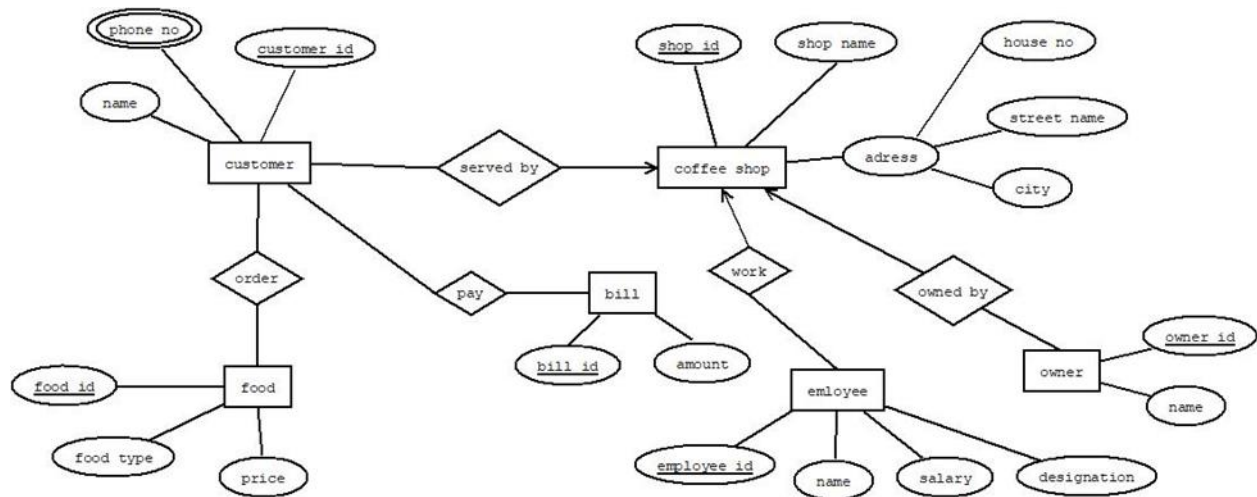 phone no
customer id
name
customer
served by
order
pay
bill
bill id
amount
food
food id
food type
price
shop id
shop name
coffee shop
adress
house no
street name
city
work
owned by
owner
owner id
name
emloyee
employee id
name
salary
designation